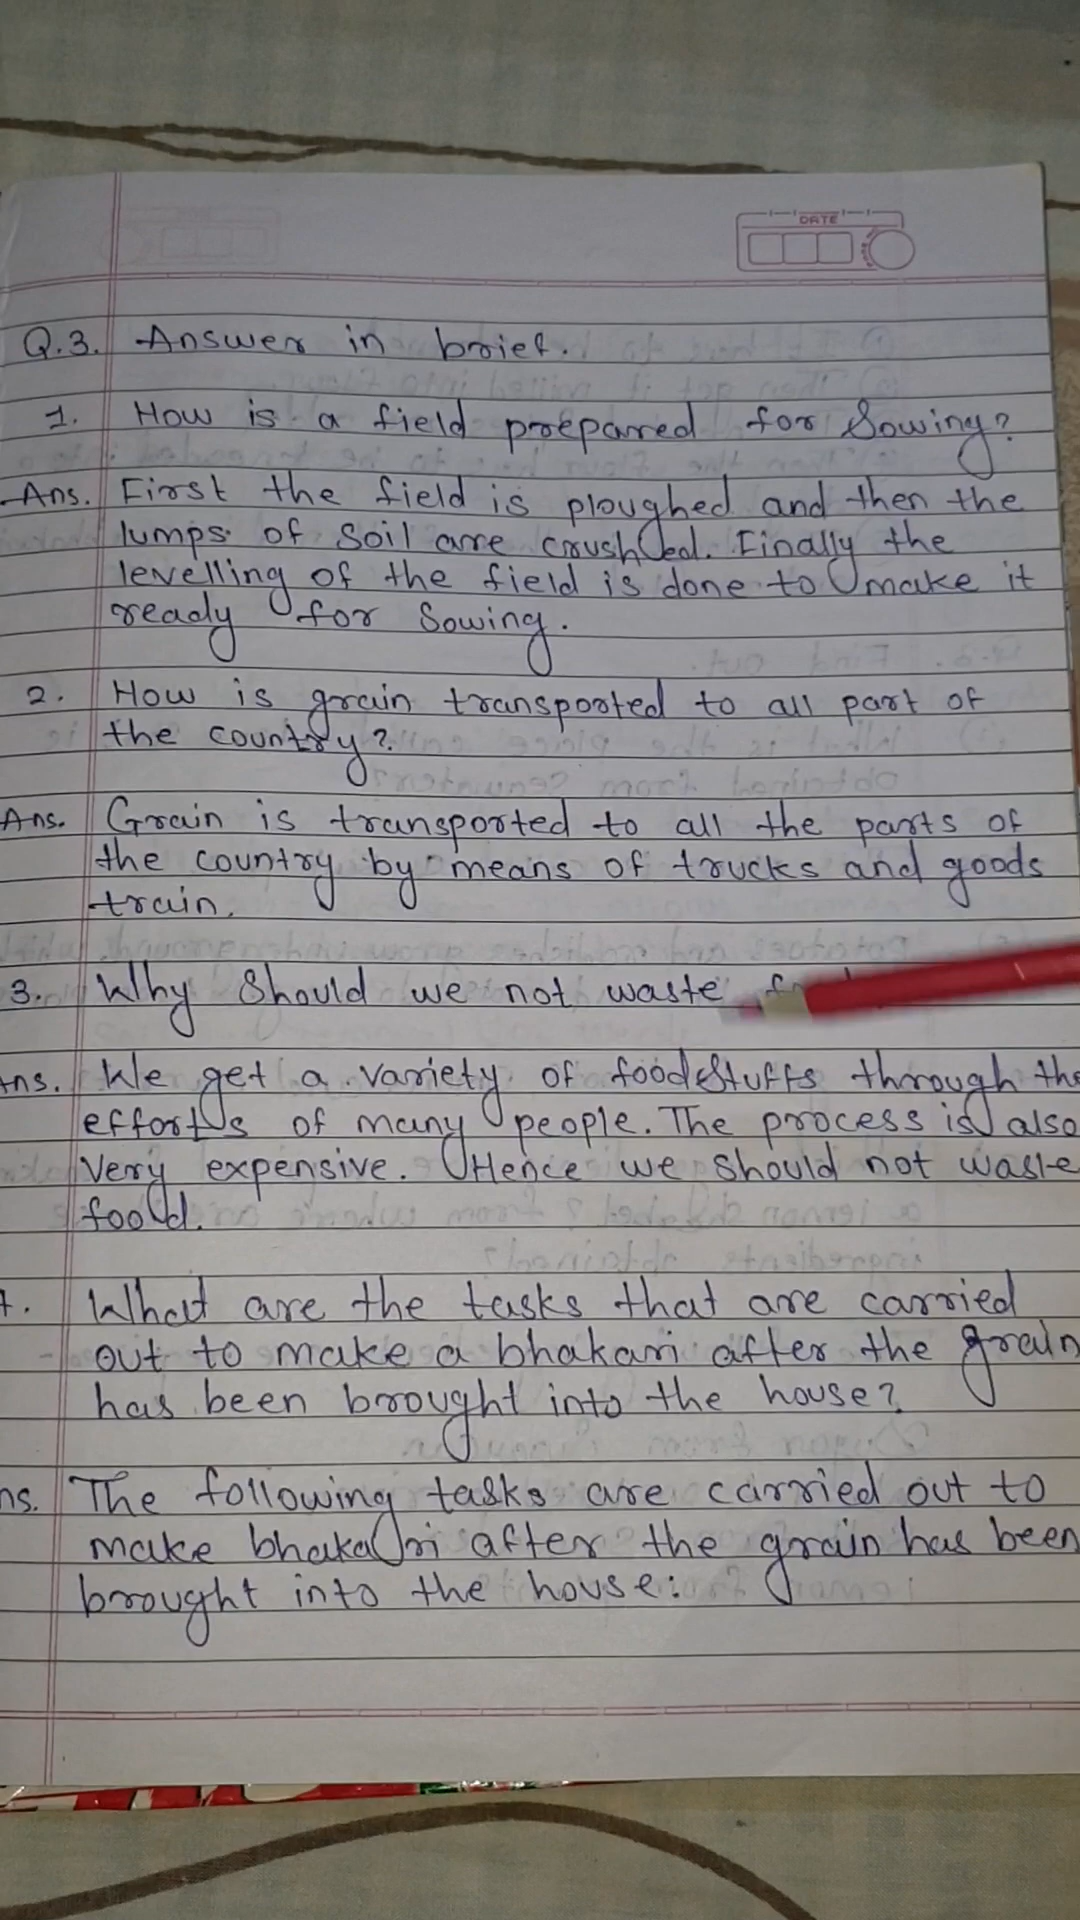 DATE
Q.3. Answer in brief.
1. How is a field prepared for Sowing?
Ans. First the field is ploughed and then the
lumps of soil are crushed. Finally the
levelling of the field is done to make it
ready for Sowing.
2. How is grain transported to all part of
the country?
Ans. Grain is transported to all the parts of
the country by means of trucks and goods
train.
3. Why Should we not waste
Ans. We get a variety of foodstuffs through the
efforts of many people. The process is also
Very expensive. Hence we should not waste
food.
What are the tasks that are carried
out to make a bhakari after the grain
has been brought into the house?
ns. The following tasks are carried out to
make bhakari after the grain has been
brought into the house: